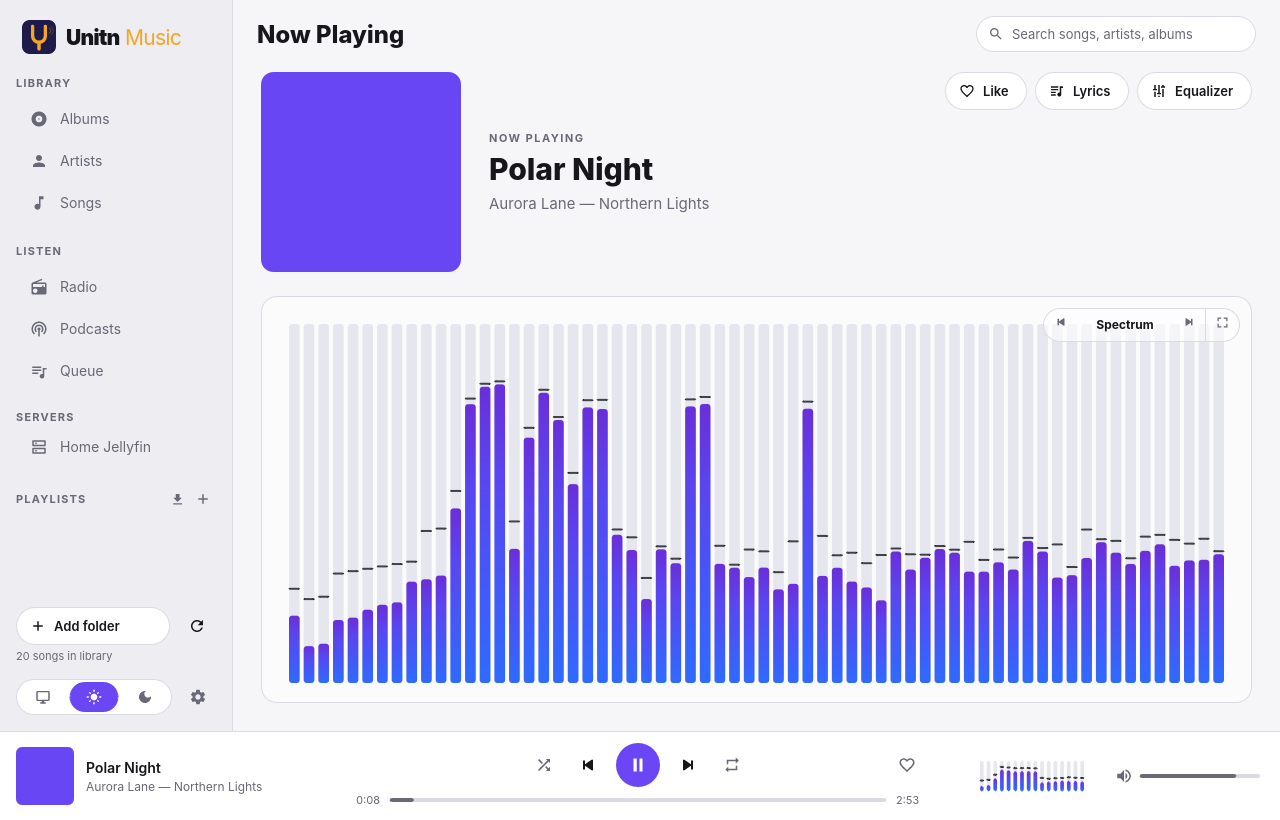 Unitn Music
Now Playing
Search songs, artists, albums
LIBRARY
Albums
Artists
Songs
LISTEN
Radio
Podcasts
Queue
SERVERS
Home Jellyfin
PLAYLISTS
Add folder
20 songs in library
Like
Lyrics
Equalizer
NOW PLAYING
Polar Night
Aurora Lane — Northern Lights
Spectrum
Polar Night
Aurora Lane — Northern Lights
0:08
2:53